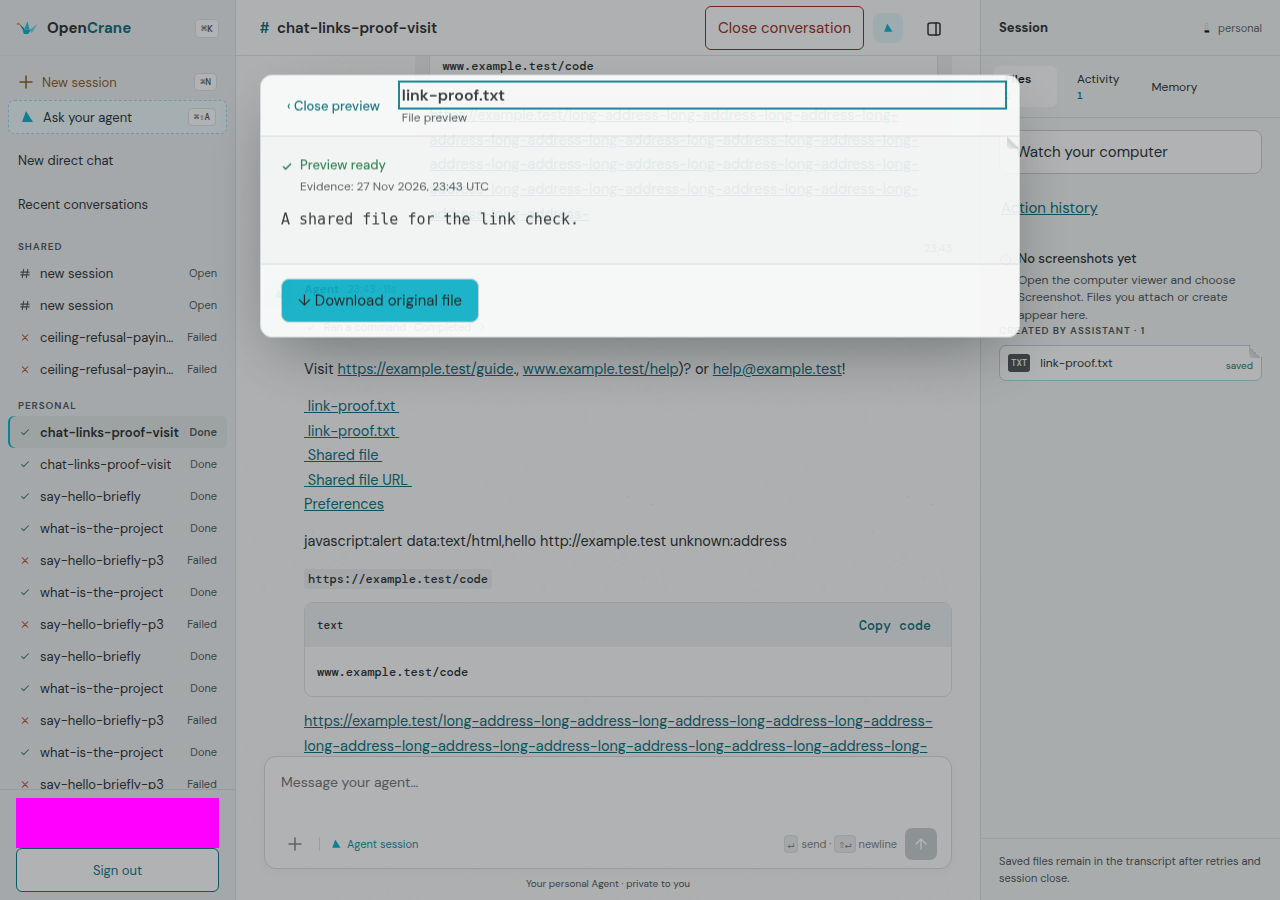 OpenCrane
⌘K
# chat-links-proof-visit
Close conversation
Session
personal
New session
⌘N
Ask your agent
⌘⇧A
New direct chat
Recent conversations
SHARED
# new session Open
# new session Open
ceiling-refusal-payin… Failed
ceiling-refusal-payin… Failed
PERSONAL
chat-links-proof-visit Done
chat-links-proof-visit Done
say-hello-briefly Done
what-is-the-project Done
say-hello-briefly-p3 Failed
what-is-the-project Done
say-hello-briefly-p3 Failed
say-hello-briefly Done
what-is-the-project Done
say-hello-briefly-p3 Failed
what-is-the-project Done
say-hello-briefly-p3 Failed
Sign out
www.example.test/code
‹ Close preview
link-proof.txt
File preview
Preview ready
Evidence: 27 Nov 2026, 23:43 UTC
A shared file for the link check.
23:43
↓ Download original file
Ran a command · Completed
Visit https://example.test/guide., www.example.test/help)? or help@example.test!
link-proof.txt
link-proof.txt
Shared file
Shared file URL
Preferences
javascript:alert data:text/html,hello http://example.test unknown:address
https://example.test/code
text
Copy code
www.example.test/code
https://example.test/long-address-long-address-long-address-long-address-long-address-
long-address-long-address-long-address-long-address-long-address-long-address-long-
Message your agent…
Agent session
↵ send · ⇧↵ newline
Your personal Agent · private to you
Activity
1
Memory
Watch your computer
Action history
No screenshots yet
Open the computer viewer and choose
Screenshot. Files you attach or create
appear here.
CREATED BY ASSISTANT · 1
TXT
link-proof.txt
saved
Saved files remain in the transcript after retries and
session close.